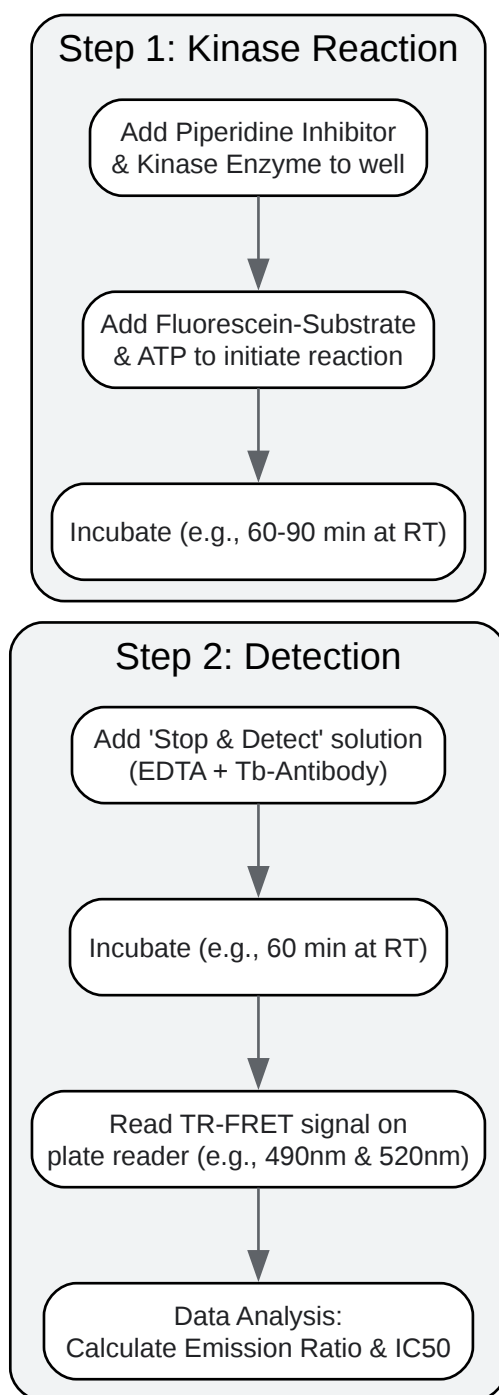 Step 1: Kinase Reaction
Add Piperidine Inhibitor
& Kinase Enzyme to well
Add Fluorescein-Substrate
& ATP to initiate reaction
Incubate (e.g., 60-90 min at RT)
Step 2: Detection
Add 'Stop & Detect' solution
(EDTA + Tb-Antibody)
Incubate (e.g., 60 min at RT)
Read TR-FRET signal on
plate reader (e.g., 490nm & 520nm)
Data Analysis:
Calculate Emission Ratio & IC50